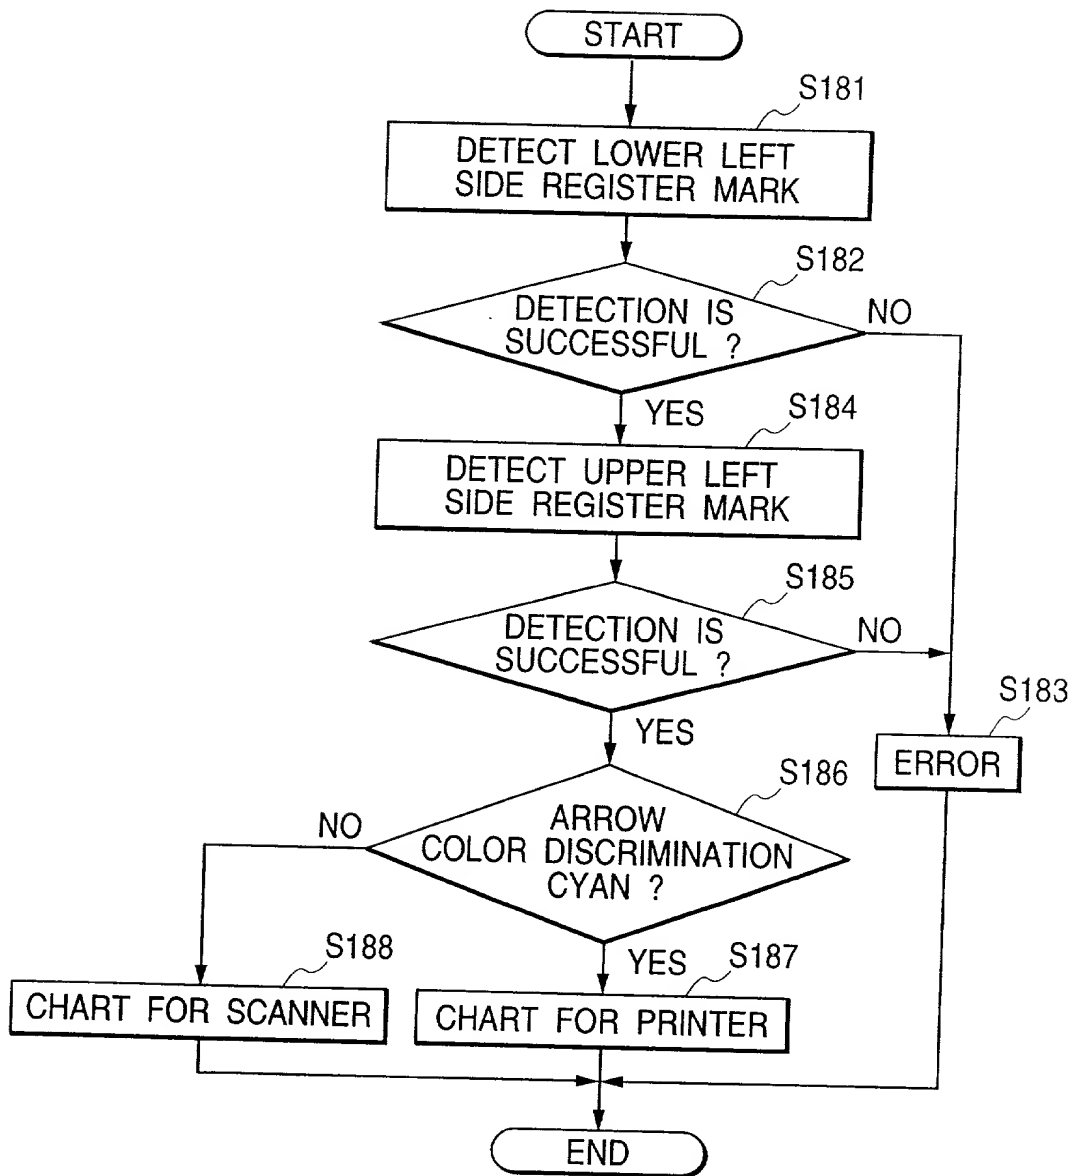 START
S181
DETECT LOWER LEFT
SIDE REGISTER MARK
S182
DETECTION IS
SUCCESSFUL ?
NO
YES
S184
DETECT UPPER LEFT
SIDE REGISTER MARK
S185
DETECTION IS
SUCCESSFUL ?
NO
YES
S183
ERROR
S186
ARROW
COLOR DISCRIMINATION
CYAN ?
NO
YES
S188
CHART FOR SCANNER
S187
CHART FOR PRINTER
END